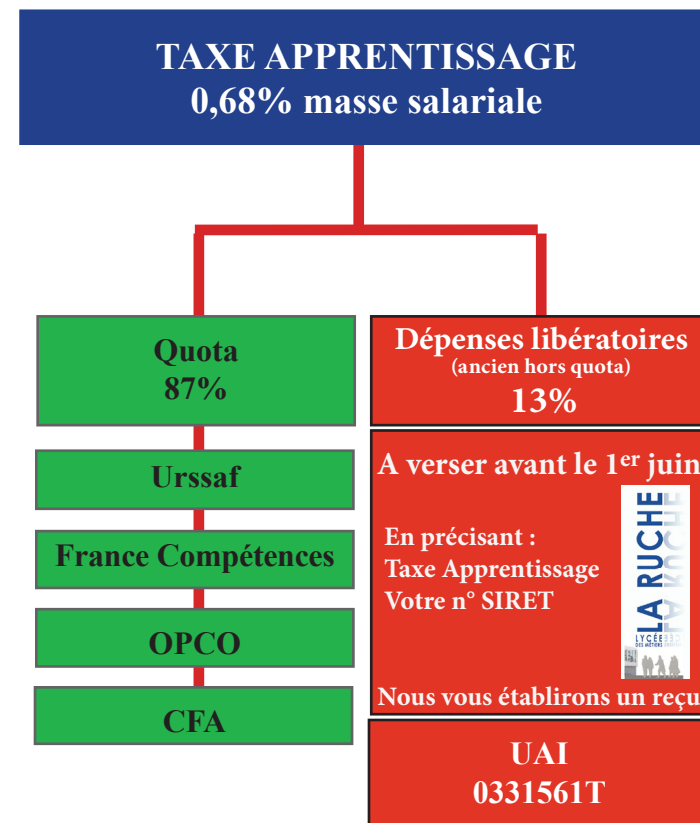 TAXE APPRENTISSAGE
0,68% masse salariale
Quota
87%
Urssaf
France Compétences
OPCO
CFA
Dépenses libératoires
(ancien hors quota)
13%
A verser avant le 1er juin
En précisant :
Taxe Apprentissage
Votre n° SIRET
LA RUCHE
LYCÉE
DES MÉTIERS
Nous vous établirons un reçu
UAI
0331561T